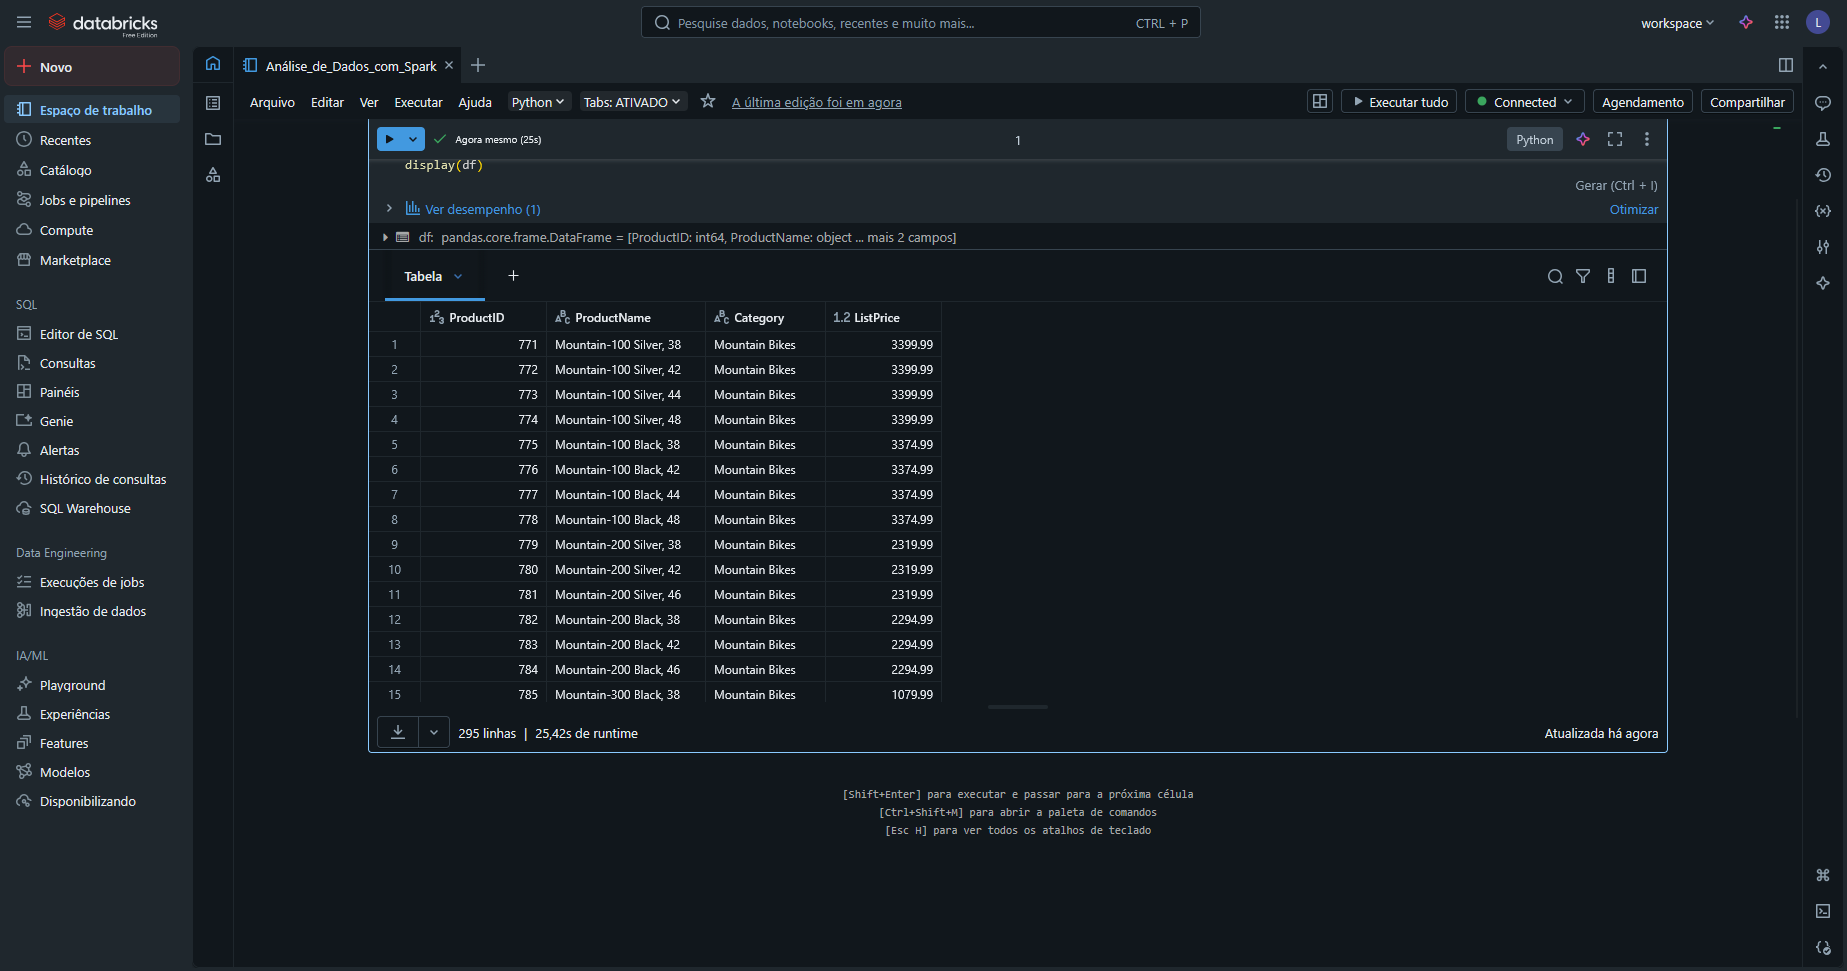 databricks
Free Edition
Pesquise dados, notebooks, recentes e muito mais...
CTRL + P
workspace
L
Novo
Espaço de trabalho
Recentes
Catálogo
Jobs e pipelines
Compute
Marketplace
SQL
Editor de SQL
Consultas
Painéis
Genie
Alertas
Histórico de consultas
SQL Warehouse
Data Engineering
Execuções de jobs
Ingestão de dados
IA/ML
Playground
Experiências
Features
Modelos
Disponibilizando
Análise_de_Dados_com_Spark
Arquivo Editar Ver Executar Ajuda Python Tabs: ATIVADO A última edição foi em agora
Executar tudo Connected Agendamento Compartilhar
Agora mesmo (25s) 1 Python
display(df)
Gerar (Ctrl + I)
Ver desempenho (1) Otimizar
df: pandas.core.frame.DataFrame = [ProductID: int64, ProductName: object ... mais 2 campos]
Tabela
123 ProductID ABC ProductName ABC Category 1.2 ListPrice
1 771 Mountain-100 Silver, 38 Mountain Bikes 3399.99
2 772 Mountain-100 Silver, 42 Mountain Bikes 3399.99
3 773 Mountain-100 Silver, 44 Mountain Bikes 3399.99
4 774 Mountain-100 Silver, 48 Mountain Bikes 3399.99
5 775 Mountain-100 Black, 38 Mountain Bikes 3374.99
6 776 Mountain-100 Black, 42 Mountain Bikes 3374.99
7 777 Mountain-100 Black, 44 Mountain Bikes 3374.99
8 778 Mountain-100 Black, 48 Mountain Bikes 3374.99
9 779 Mountain-200 Silver, 38 Mountain Bikes 2319.99
10 780 Mountain-200 Silver, 42 Mountain Bikes 2319.99
11 781 Mountain-200 Silver, 46 Mountain Bikes 2319.99
12 782 Mountain-200 Black, 38 Mountain Bikes 2294.99
13 783 Mountain-200 Black, 42 Mountain Bikes 2294.99
14 784 Mountain-200 Black, 46 Mountain Bikes 2294.99
15 785 Mountain-300 Black, 38 Mountain Bikes 1079.99
295 linhas | 25,42s de runtime Atualizada há agora
[Shift+Enter] para executar e passar para a próxima célula
[Ctrl+Shift+M] para abrir a paleta de comandos
[Esc H] para ver todos os atalhos de teclado